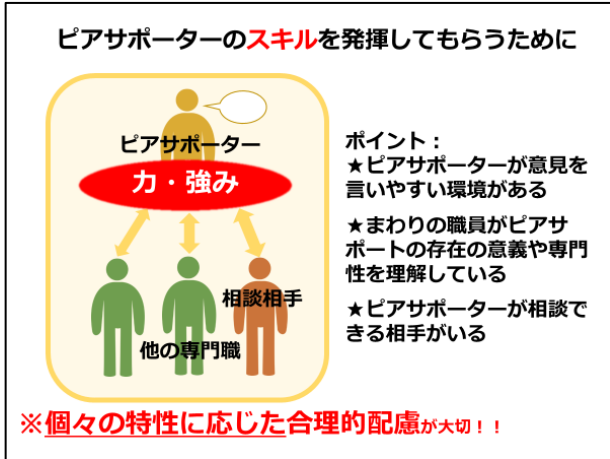 ピアサポーターのスキルを発揮してもらうために
ピアサポーター
力・強み
相談相手
他の専門職
ポイント：
★ピアサポーターが意見を
言いやすい環境がある
★まわりの職員がピアサ
ポートの存在の意義や専門
性を理解している
★ピアサポーターが相談で
きる相手がいる
※個々の特性に応じた合理的配慮が大切！！